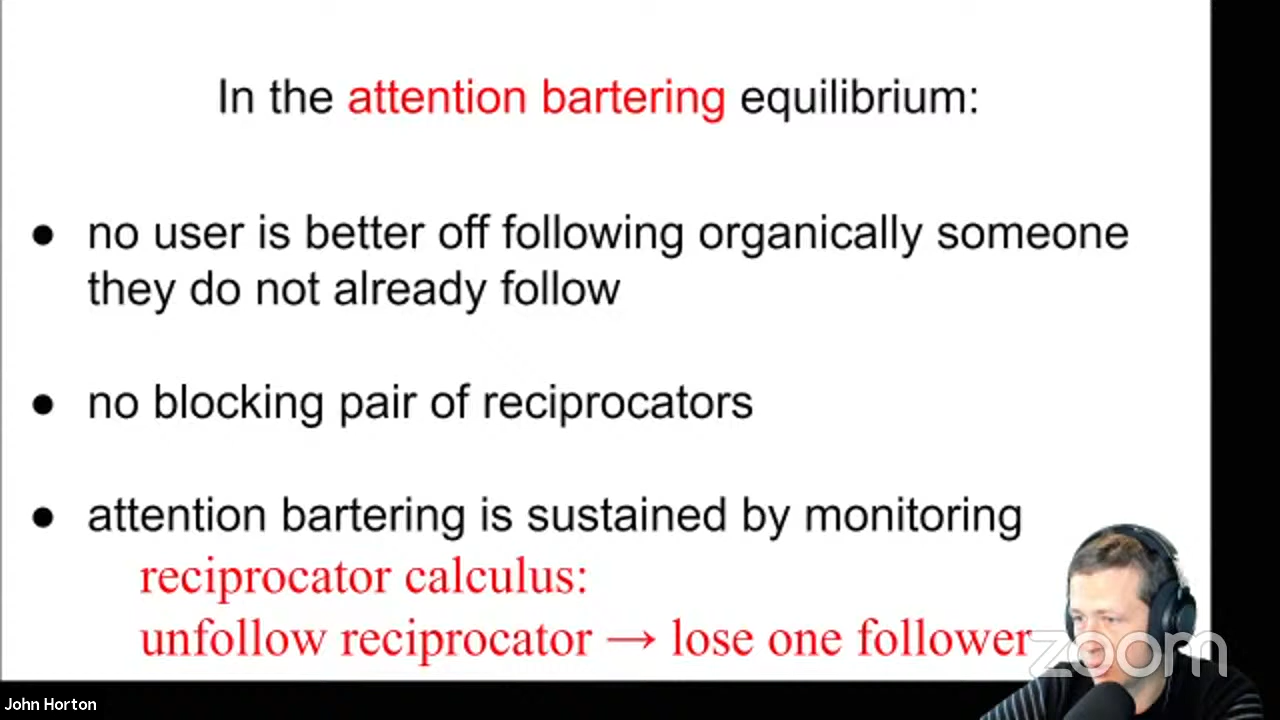 In the attention bartering equilibrium:
● no user is better off following organically someone
they do not already follow
● no blocking pair of reciprocators
● attention bartering is sustained by monitoring
reciprocator calculus:
unfollow reciprocator → lose one follower
zoom
John Horton